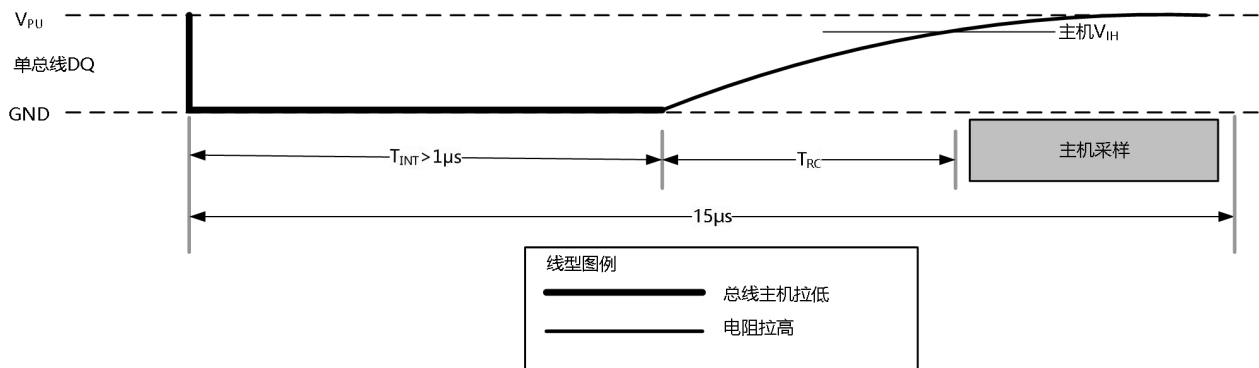 V_PU
单总线DQ
GND
主机V_IH
T_INT>1μs
T_RC
主机采样
15μs
线型图例
总线主机拉低
电阻拉高